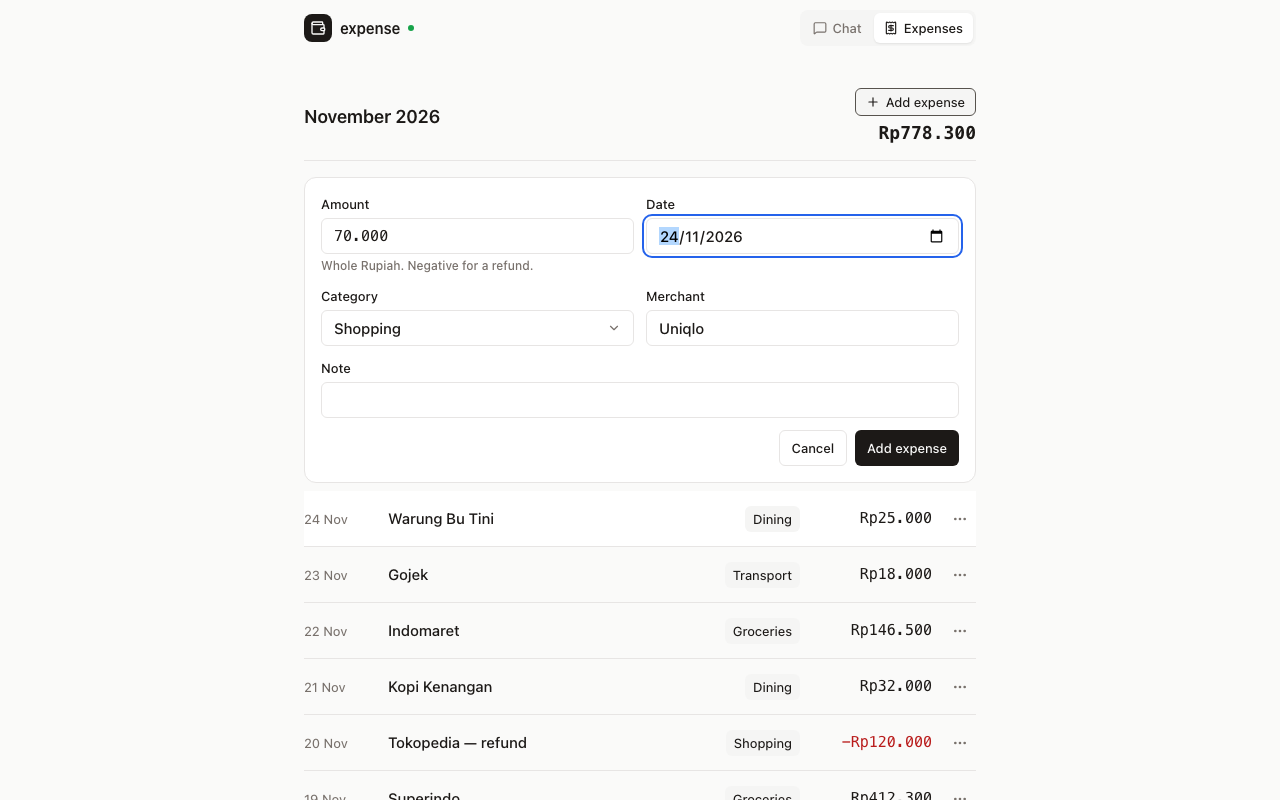 expense
Chat
Expenses
November 2026
+ Add expense
Rp778.300
Amount
Date
70.000
24/11/2026
Whole Rupiah. Negative for a refund.
Category
Merchant
Shopping
Uniqlo
Note
Cancel
Add expense
24 Nov Warung Bu Tini Dining Rp25.000
23 Nov Gojek Transport Rp18.000
22 Nov Indomaret Groceries Rp146.500
21 Nov Kopi Kenangan Dining Rp32.000
20 Nov Tokopedia — refund Shopping −Rp120.000
19 Nov Superindo Groceries Rp412.300